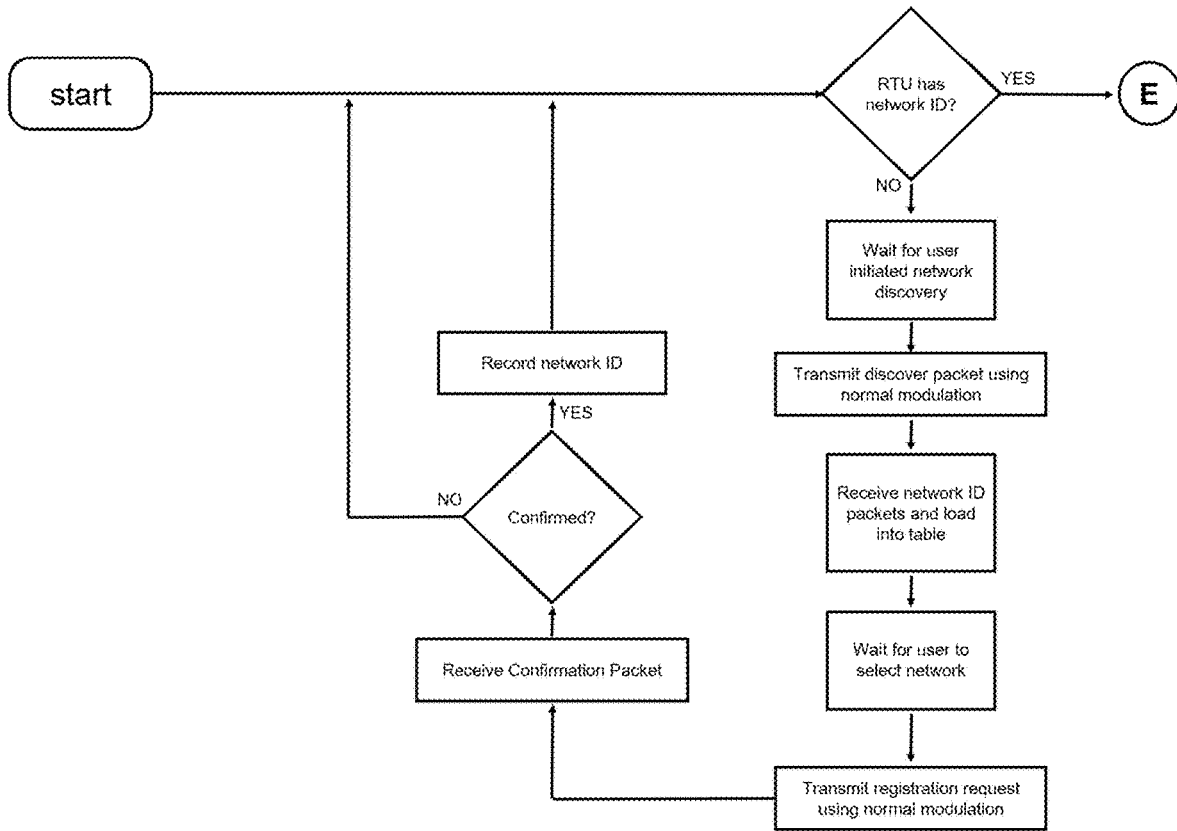 start
RTU has
network ID?
YES
E
NO
Wait for user
initiated network
discovery
Transmit discover packet using
normal modulation
Receive network ID
packets and load
into table
Wait for user to
select network
Transmit registration request
using normal modulation
Receive Confirmation Packet
Confirmed?
NO
YES
Record network ID